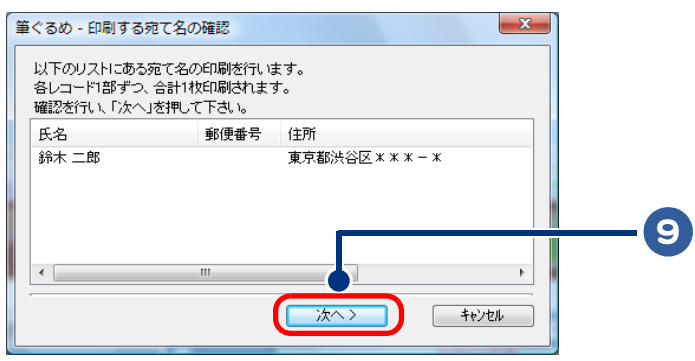 筆ぐるめ - 印刷する宛て名の確認
以下のリストにある宛て名の印刷を行います。
各レコード1部ずつ、合計1枚印刷されます。
確認を行い、「次へ」を押して下さい。
氏名 郵便番号 住所
鈴木 二郎 東京都渋谷区＊＊＊－＊
9
次へ > キャンセル